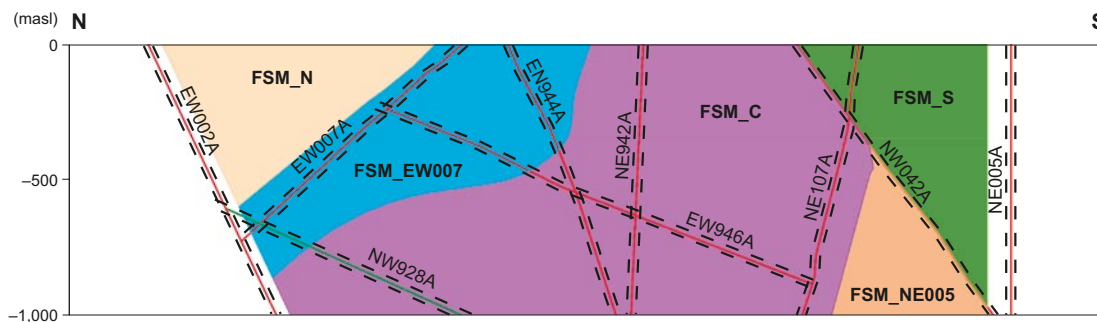 (masl) N S
0
–500
–1,000
FSM_N
FSM_EW007
FSM_C
FSM_S
FSM_NE005
EW002A
EW007A
EN944A
NE942A
NE107A
NW042A
NE005A
EW946A
NW928A